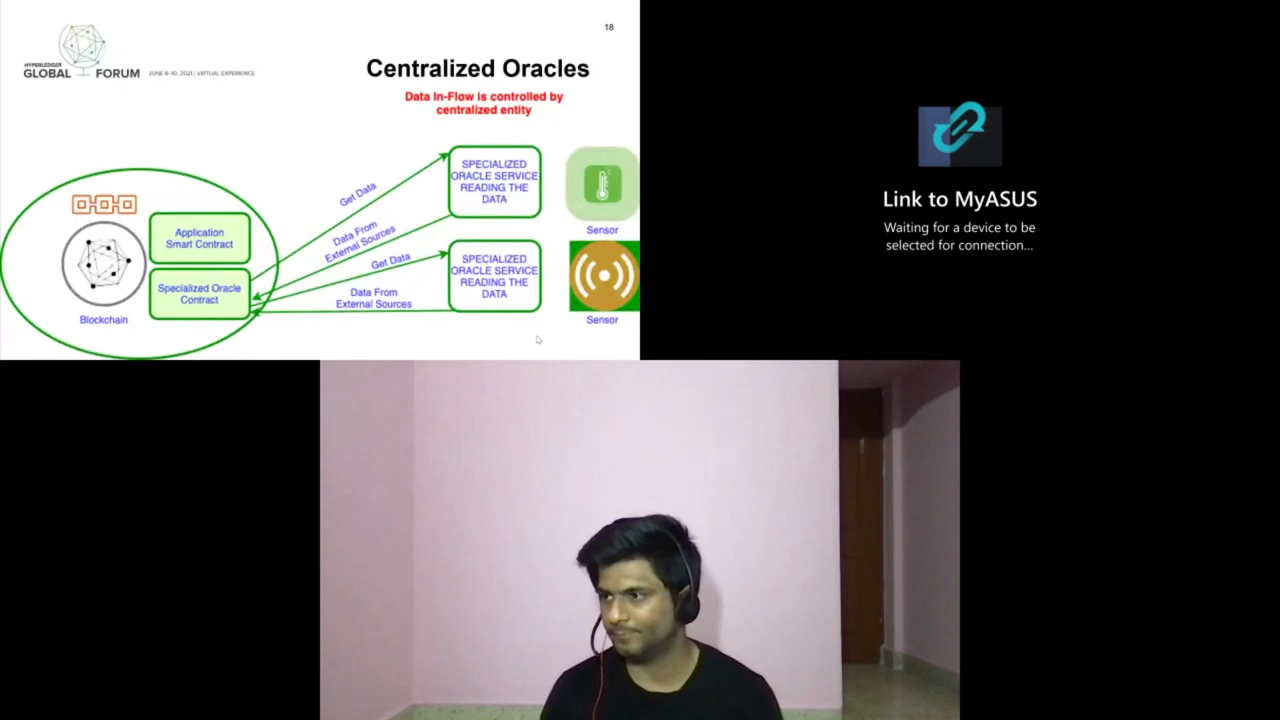 18
HYPERLEDGER
GLOBAL FORUM
JUNE 8-10, 2021 | VIRTUAL EXPERIENCE
Centralized Oracles
Data In-Flow is controlled by
centralized entity
Application
Smart Contract
Specialized Oracle
Contract
Blockchain
Get Data
Data From
External Sources
Get Data
Data From
External Sources
SPECIALIZED
ORACLE SERVICE
READING THE
DATA
Sensor
SPECIALIZED
ORACLE SERVICE
READING THE
DATA
Sensor
Link to MyASUS
Waiting for a device to be
selected for connection...